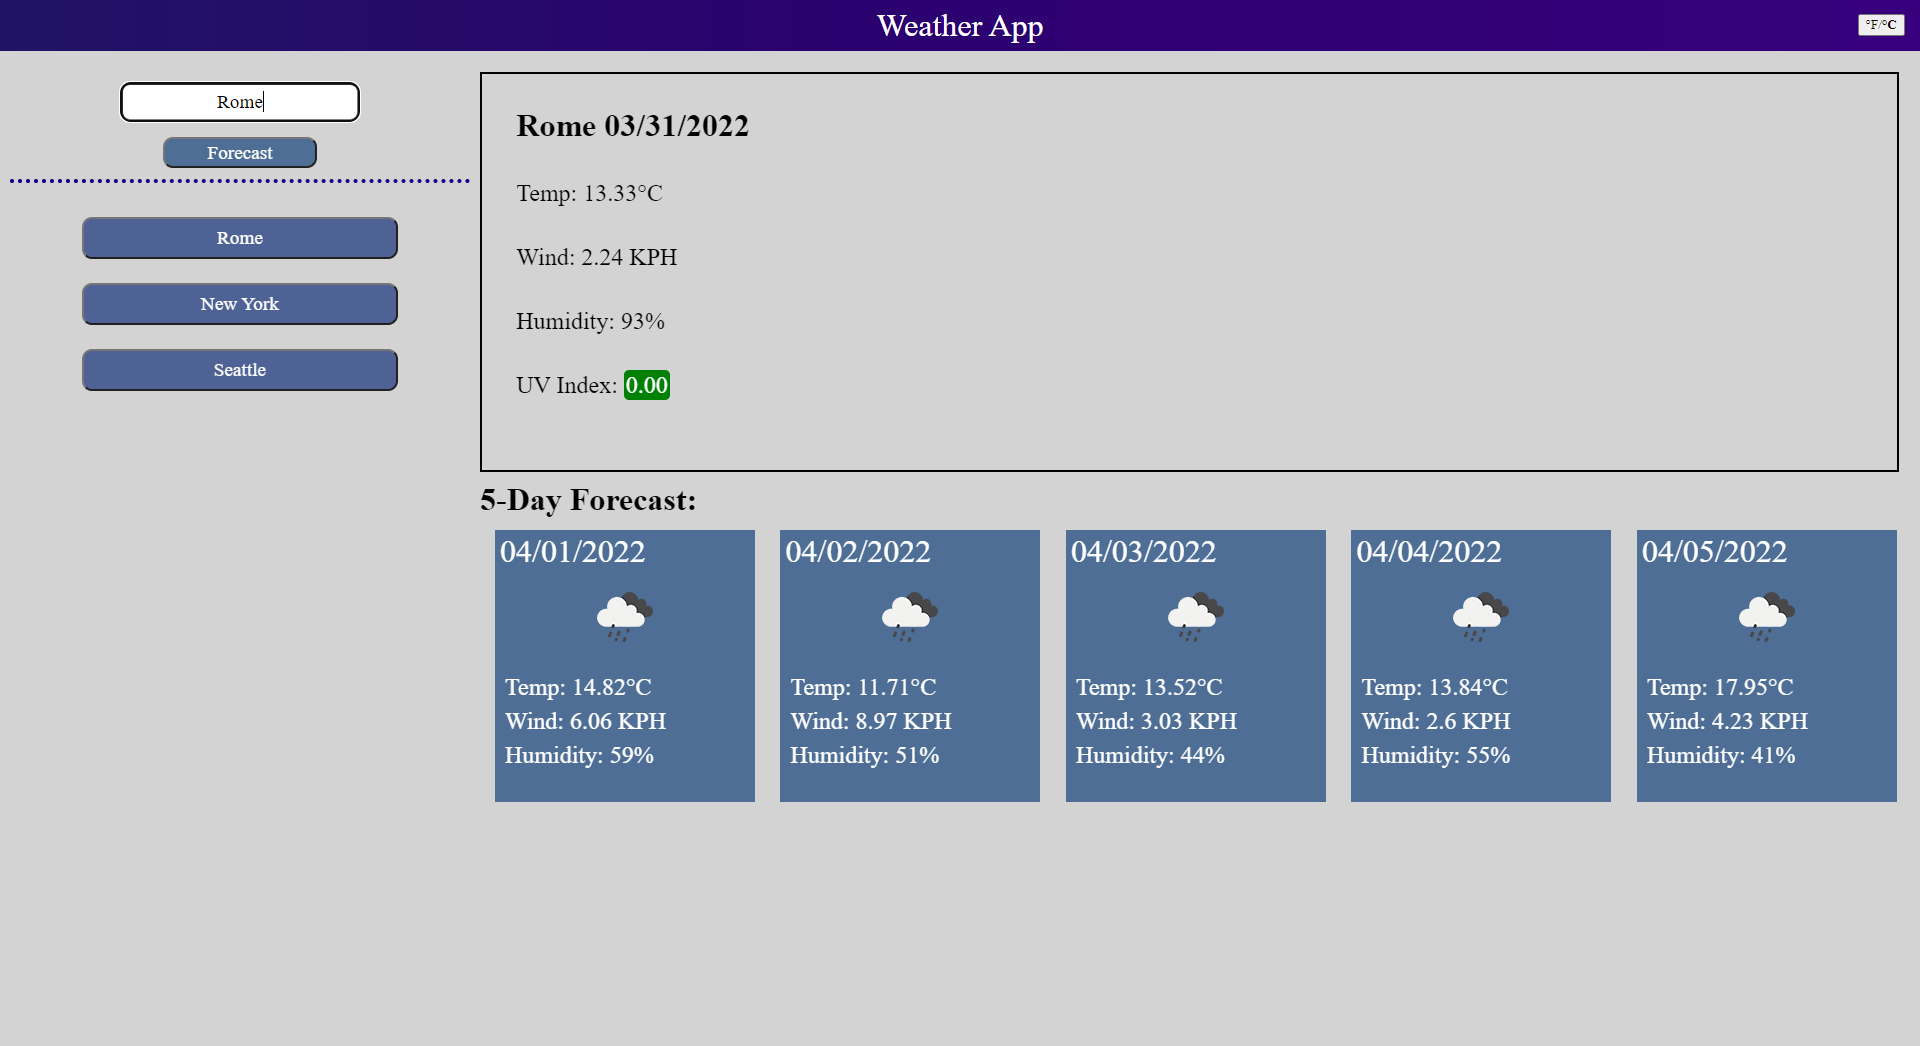 Weather App
°F/°C
Rome
Forecast
Rome
New York
Seattle
Rome 03/31/2022
Temp: 13.33°C
Wind: 2.24 KPH
Humidity: 93%
UV Index: 0.00
5-Day Forecast:
04/01/2022
Temp: 14.82°C
Wind: 6.06 KPH
Humidity: 59%
04/02/2022
Temp: 11.71°C
Wind: 8.97 KPH
Humidity: 51%
04/03/2022
Temp: 13.52°C
Wind: 3.03 KPH
Humidity: 44%
04/04/2022
Temp: 13.84°C
Wind: 2.6 KPH
Humidity: 55%
04/05/2022
Temp: 17.95°C
Wind: 4.23 KPH
Humidity: 41%